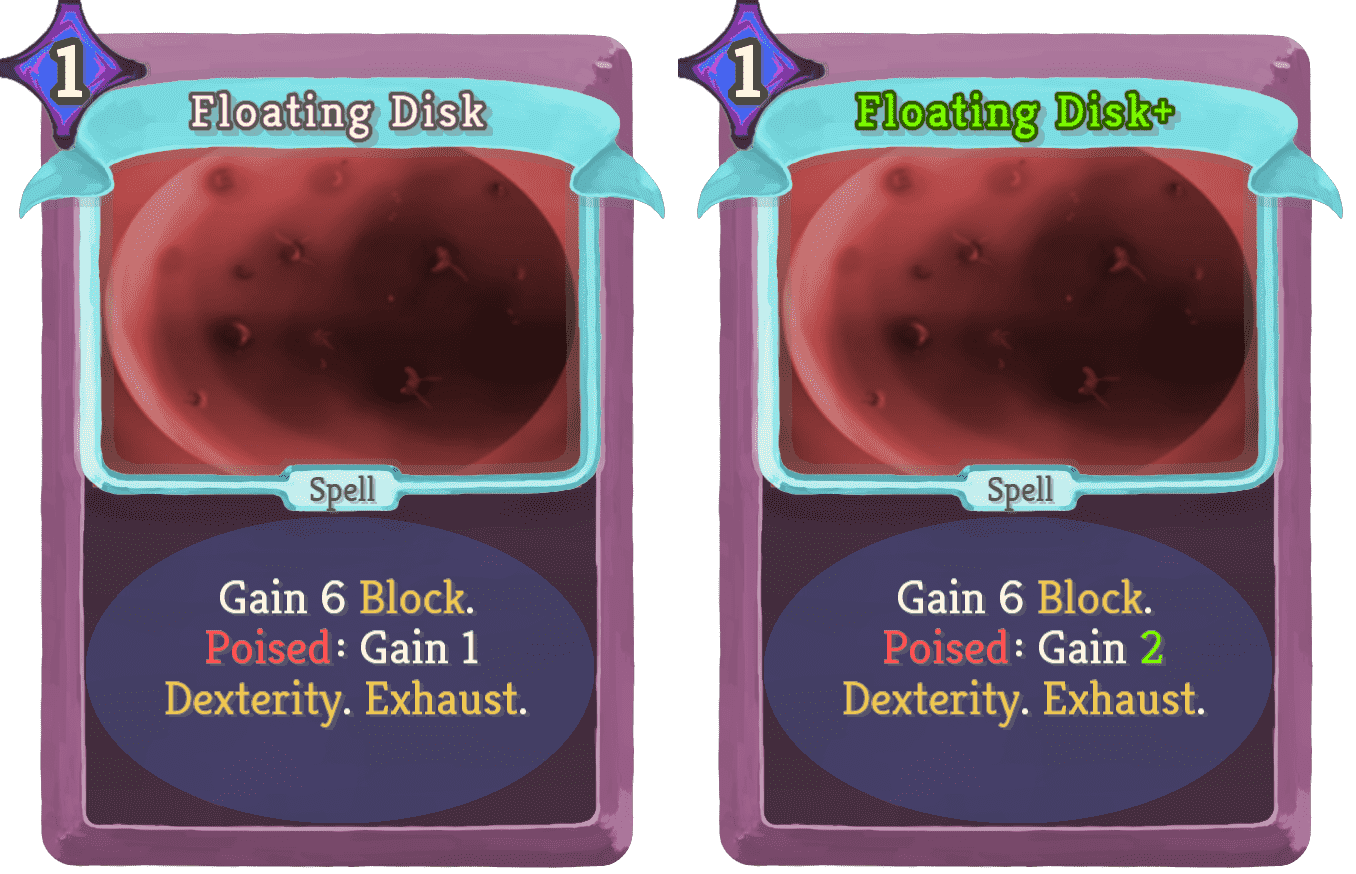 1
Floating Disk
Spell
Gain 6 Block.
Poised: Gain 1
Dexterity. Exhaust.
1
Floating Disk+
Spell
Gain 6 Block.
Poised: Gain 2
Dexterity. Exhaust.